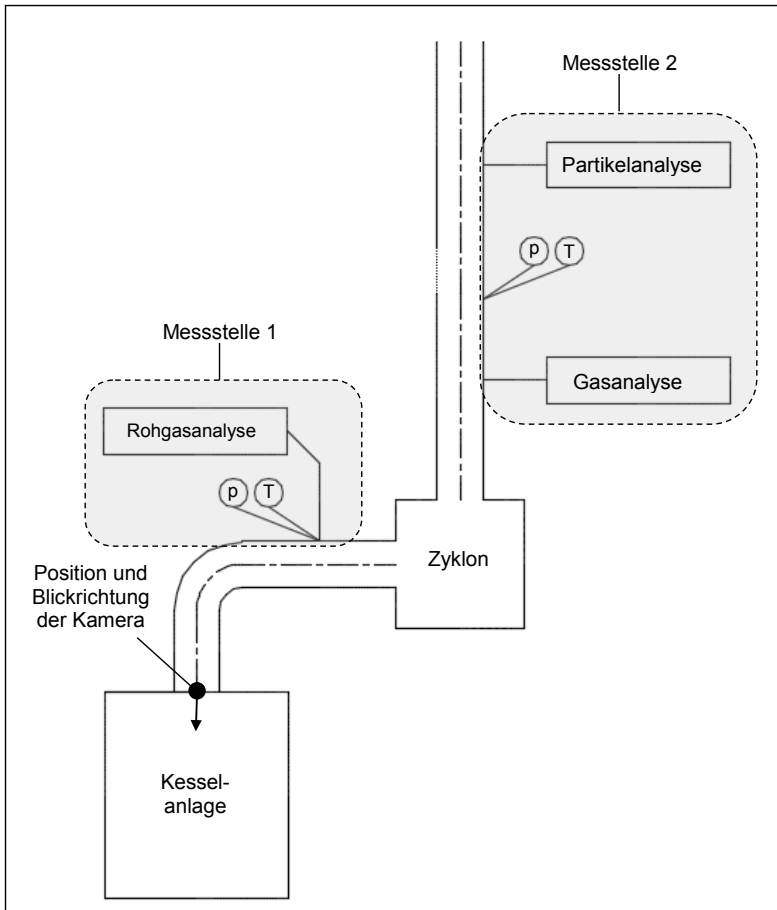 Messstelle 2
Partikelanalyse
p T
Gasanalyse
Messstelle 1
Rohgasanalyse
p T
Zyklon
Position und
Blickrichtung
der Kamera
Kessel-
anlage